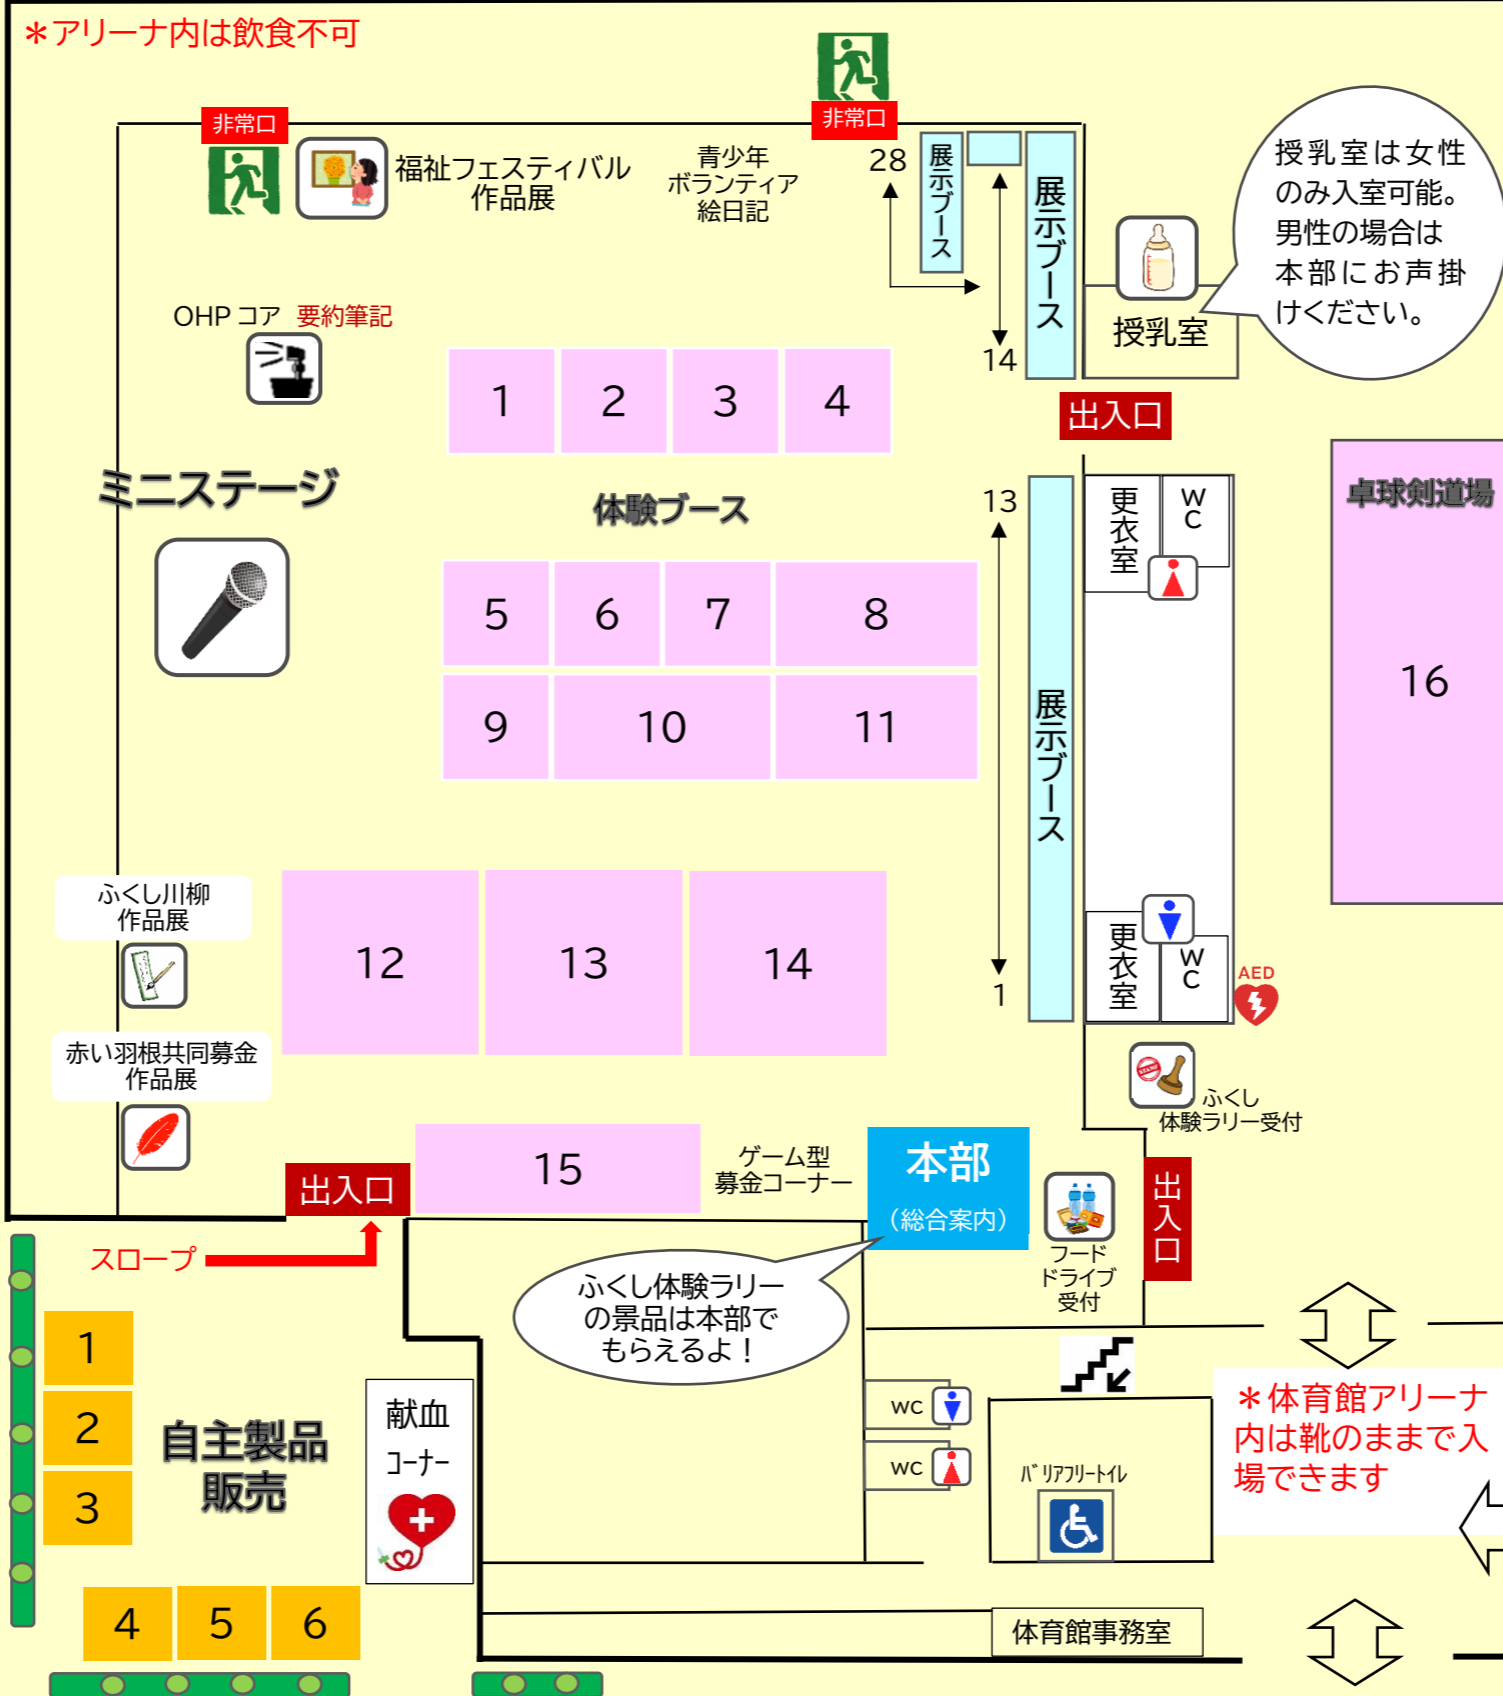 ＊アリーナ内は飲食不可
非常口
非常口
福祉フェスティバル
作品展
青少年
ボランティア
絵日記
28
展示ブース
展示ブース
14
授乳室は女性
のみ入室可能。
男性の場合は
本部にお声掛
けください。
授乳室
OHPコア 要約筆記
1
2
3
4
出入口
ミニステージ
体験ブース
13
更衣室
WC
卓球剣道場
5
6
7
8
16
9
10
11
展示ブース
ふくし川柳
作品展
12
13
14
1
更衣室
WC
AED
赤い羽根共同募金
作品展
STAMP
ふくし
体験ラリー受付
出入口
15
ゲーム型
募金コーナー
本部
（総合案内）
出入口
フード
ドライブ
受付
スロープ
ふくし体験ラリー
の景品は本部で
もらえるよ！
1
2
3
自主製品
販売
献血
ｺｰﾅｰ
wc
wc
ﾊﾞﾘｱﾌﾘｰﾄｲﾚ
＊体育館アリーナ
内は靴のままで入
場できます
4
5
6
体育館事務室